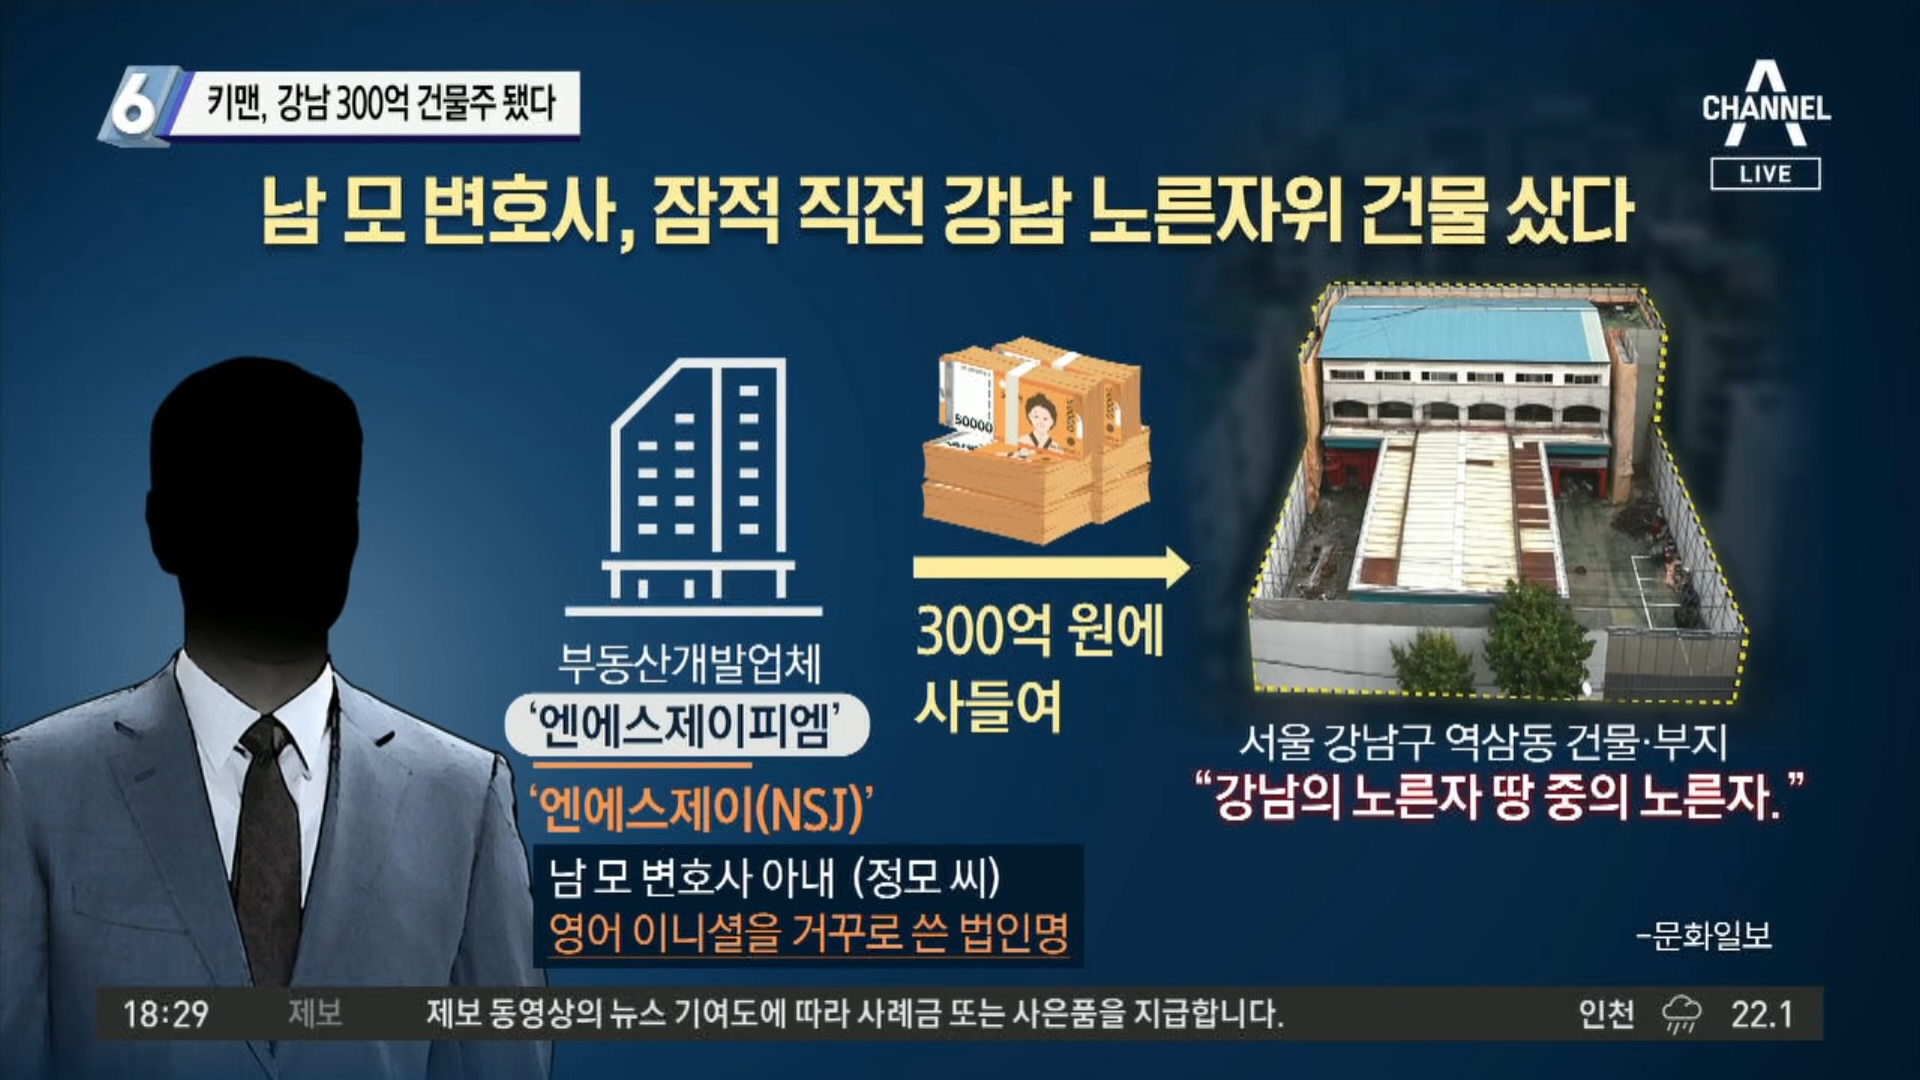 6
키맨, 강남 300억 건물주 됐다
CHANNEL A
LIVE
남 모 변호사, 잠적 직전 강남 노른자위 건물 샀다
50000
부동산개발업체
‘엔에스제이피엠’
‘엔에스제이(NSJ)’
남 모 변호사 아내 (정모 씨)
영어 이니셜을 거꾸로 쓴 법인명
300억 원에
사들여
서울 강남구 역삼동 건물·부지
“강남의 노른자 땅 중의 노른자.”
-문화일보
18:29 제보 제보 동영상의 뉴스 기여도에 따라 사례금 또는 사은품을 지급합니다. 인천 22.1